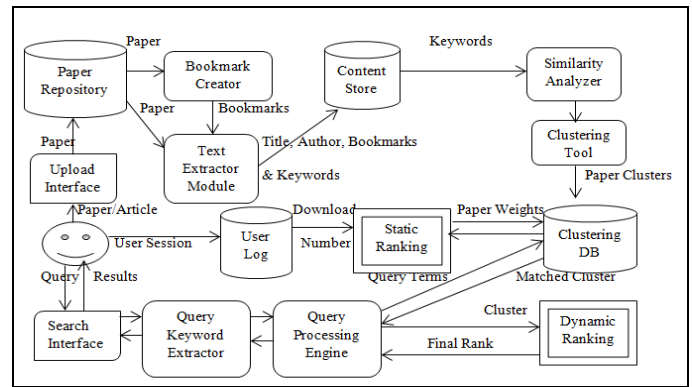 Paper
Keywords
Paper
Repository
Bookmark
Creator
Content
Store
Similarity
Analyzer
Paper
Bookmarks
Paper
Text
Extractor
Module
Title, Author, Bookmarks
& Keywords
Clustering
Tool
Upload
Interface
Paper Clusters
Paper/Article
User Session
User
Log
Download
Number
Static
Ranking
Paper Weights
Clustering
DB
Query
Results
Query Terms
Matched Cluster
Search
Interface
Query
Keyword
Extractor
Query
Processing
Engine
Cluster
Final Rank
Dynamic
Ranking